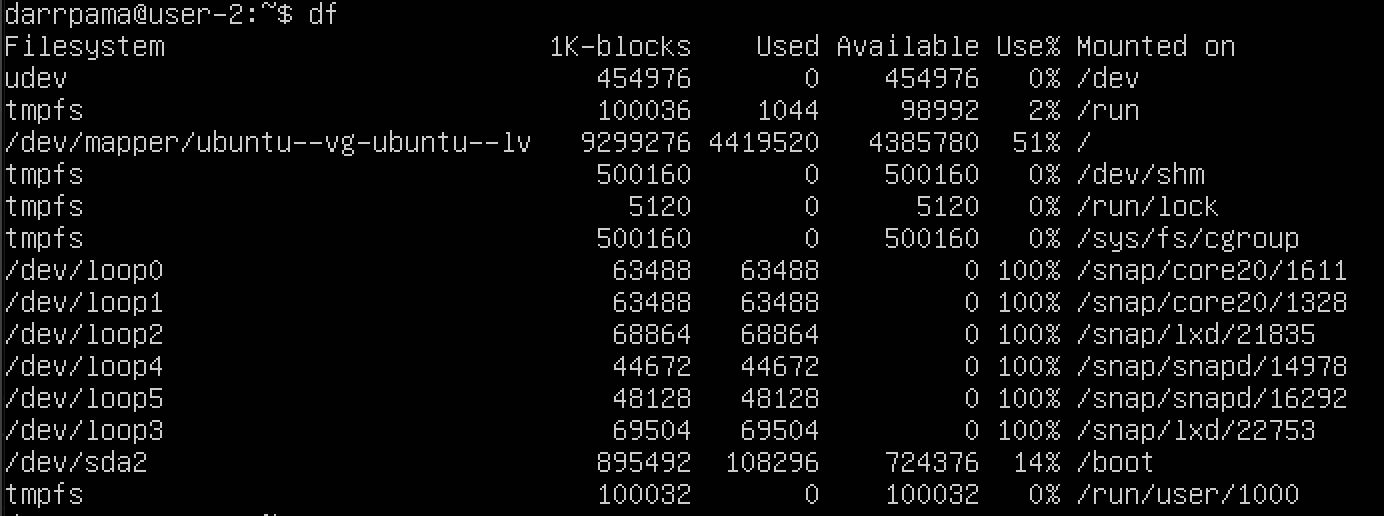 darrpama@user-2:~$ df
Filesystem                        1K-blocks    Used Available Use% Mounted on
udev                                 454976       0    454976   0% /dev
tmpfs                                100036    1044     98992   2% /run
/dev/mapper/ubuntu--vg-ubuntu--lv   9299276 4419520   4385780  51% /
tmpfs                                500160       0    500160   0% /dev/shm
tmpfs                                  5120       0      5120   0% /run/lock
tmpfs                                500160       0    500160   0% /sys/fs/cgroup
/dev/loop0                            63488   63488         0 100% /snap/core20/1611
/dev/loop1                            63488   63488         0 100% /snap/core20/1328
/dev/loop2                            68864   68864         0 100% /snap/lxd/21835
/dev/loop4                            44672   44672         0 100% /snap/snapd/14978
/dev/loop5                            48128   48128         0 100% /snap/snapd/16292
/dev/loop3                            69504   69504         0 100% /snap/lxd/22753
/dev/sda2                            895492  108296    724376  14% /boot
tmpfs                                100032       0    100032   0% /run/user/1000